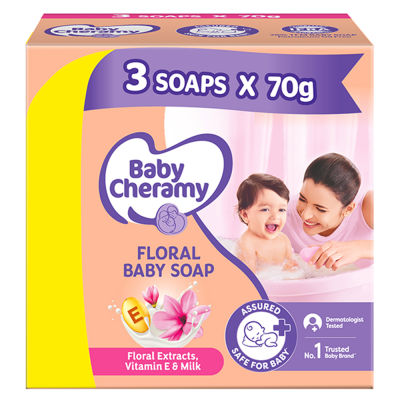 3 SOAPS X 70g
Baby
Cheramy
FLORAL
BABY SOAP
E
Floral Extracts,
Vitamin E & Milk
ASSURED
SAFE FOR BABY
Dermatologist
Tested
No.1 Trusted
Baby Brand